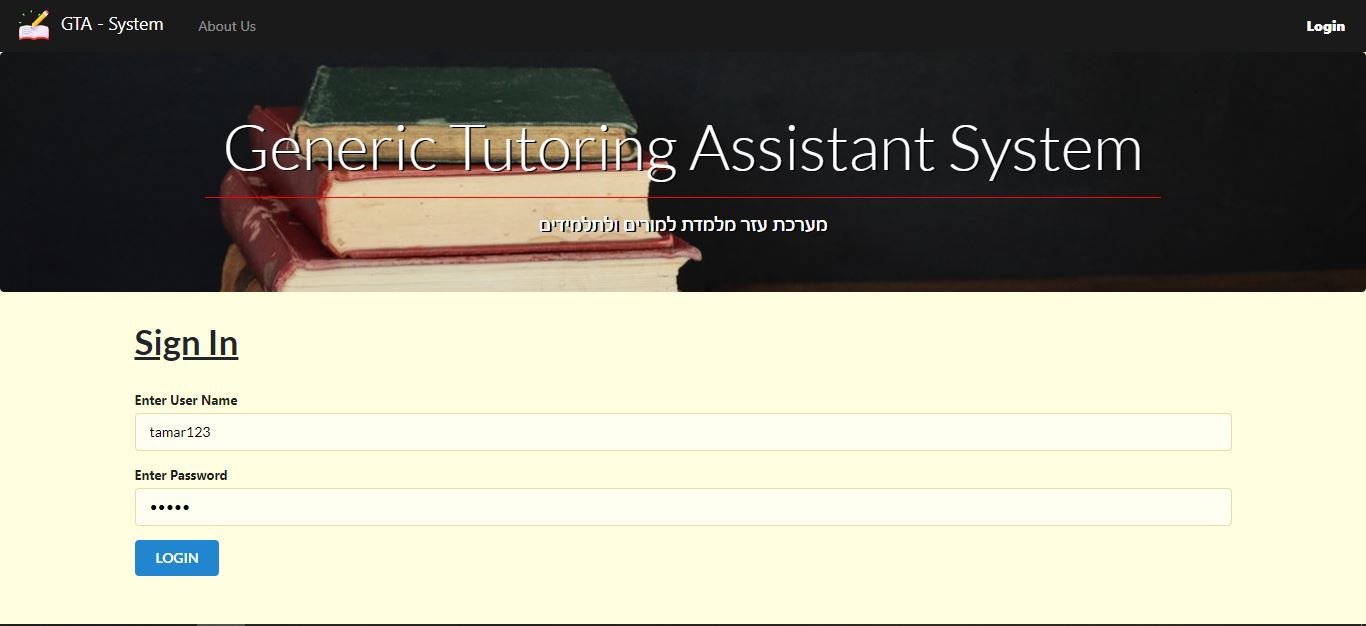 GTA - System
About Us
Login
Generic Tutoring Assistant System
מערכת עזר מלמדת למורים ולתלמידים
Sign In
Enter User Name
tamar123
Enter Password
•••••
LOGIN